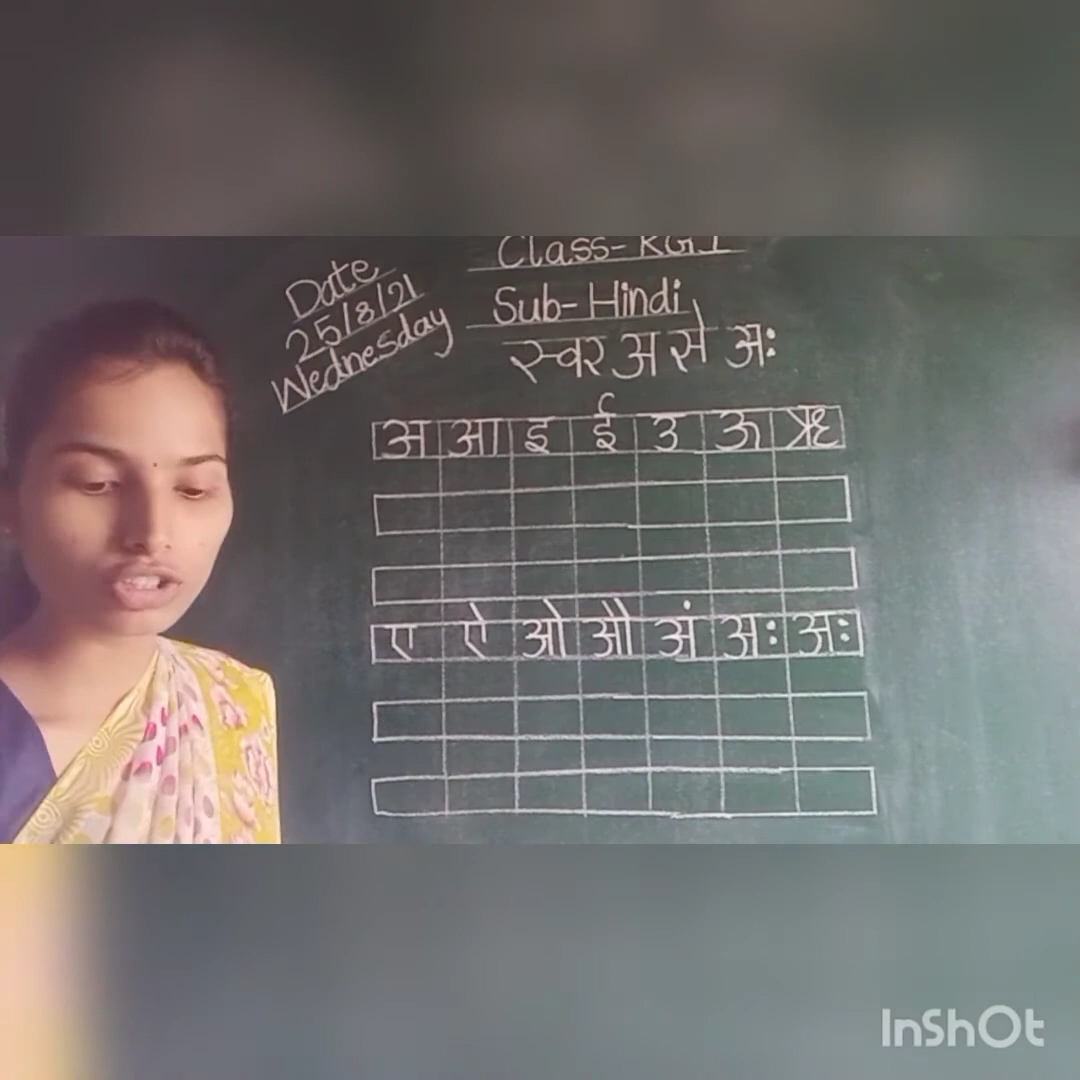 Class-KG.I
Date
25/8/21
Wednesday
Sub-Hindi
स्वर अ से अः
अ आ इ ई उ ऊ ऋ
ए ऐ ओ औ अं अः अः
InShOt